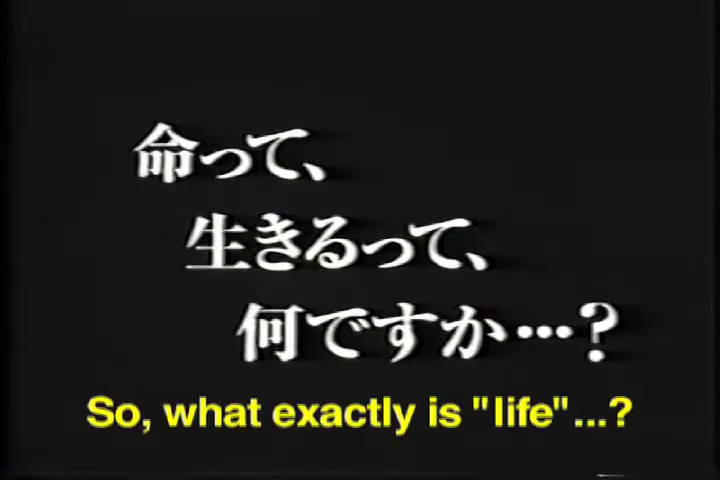 命って、
生きるって、
何ですか…?
So, what exactly is "life"...?